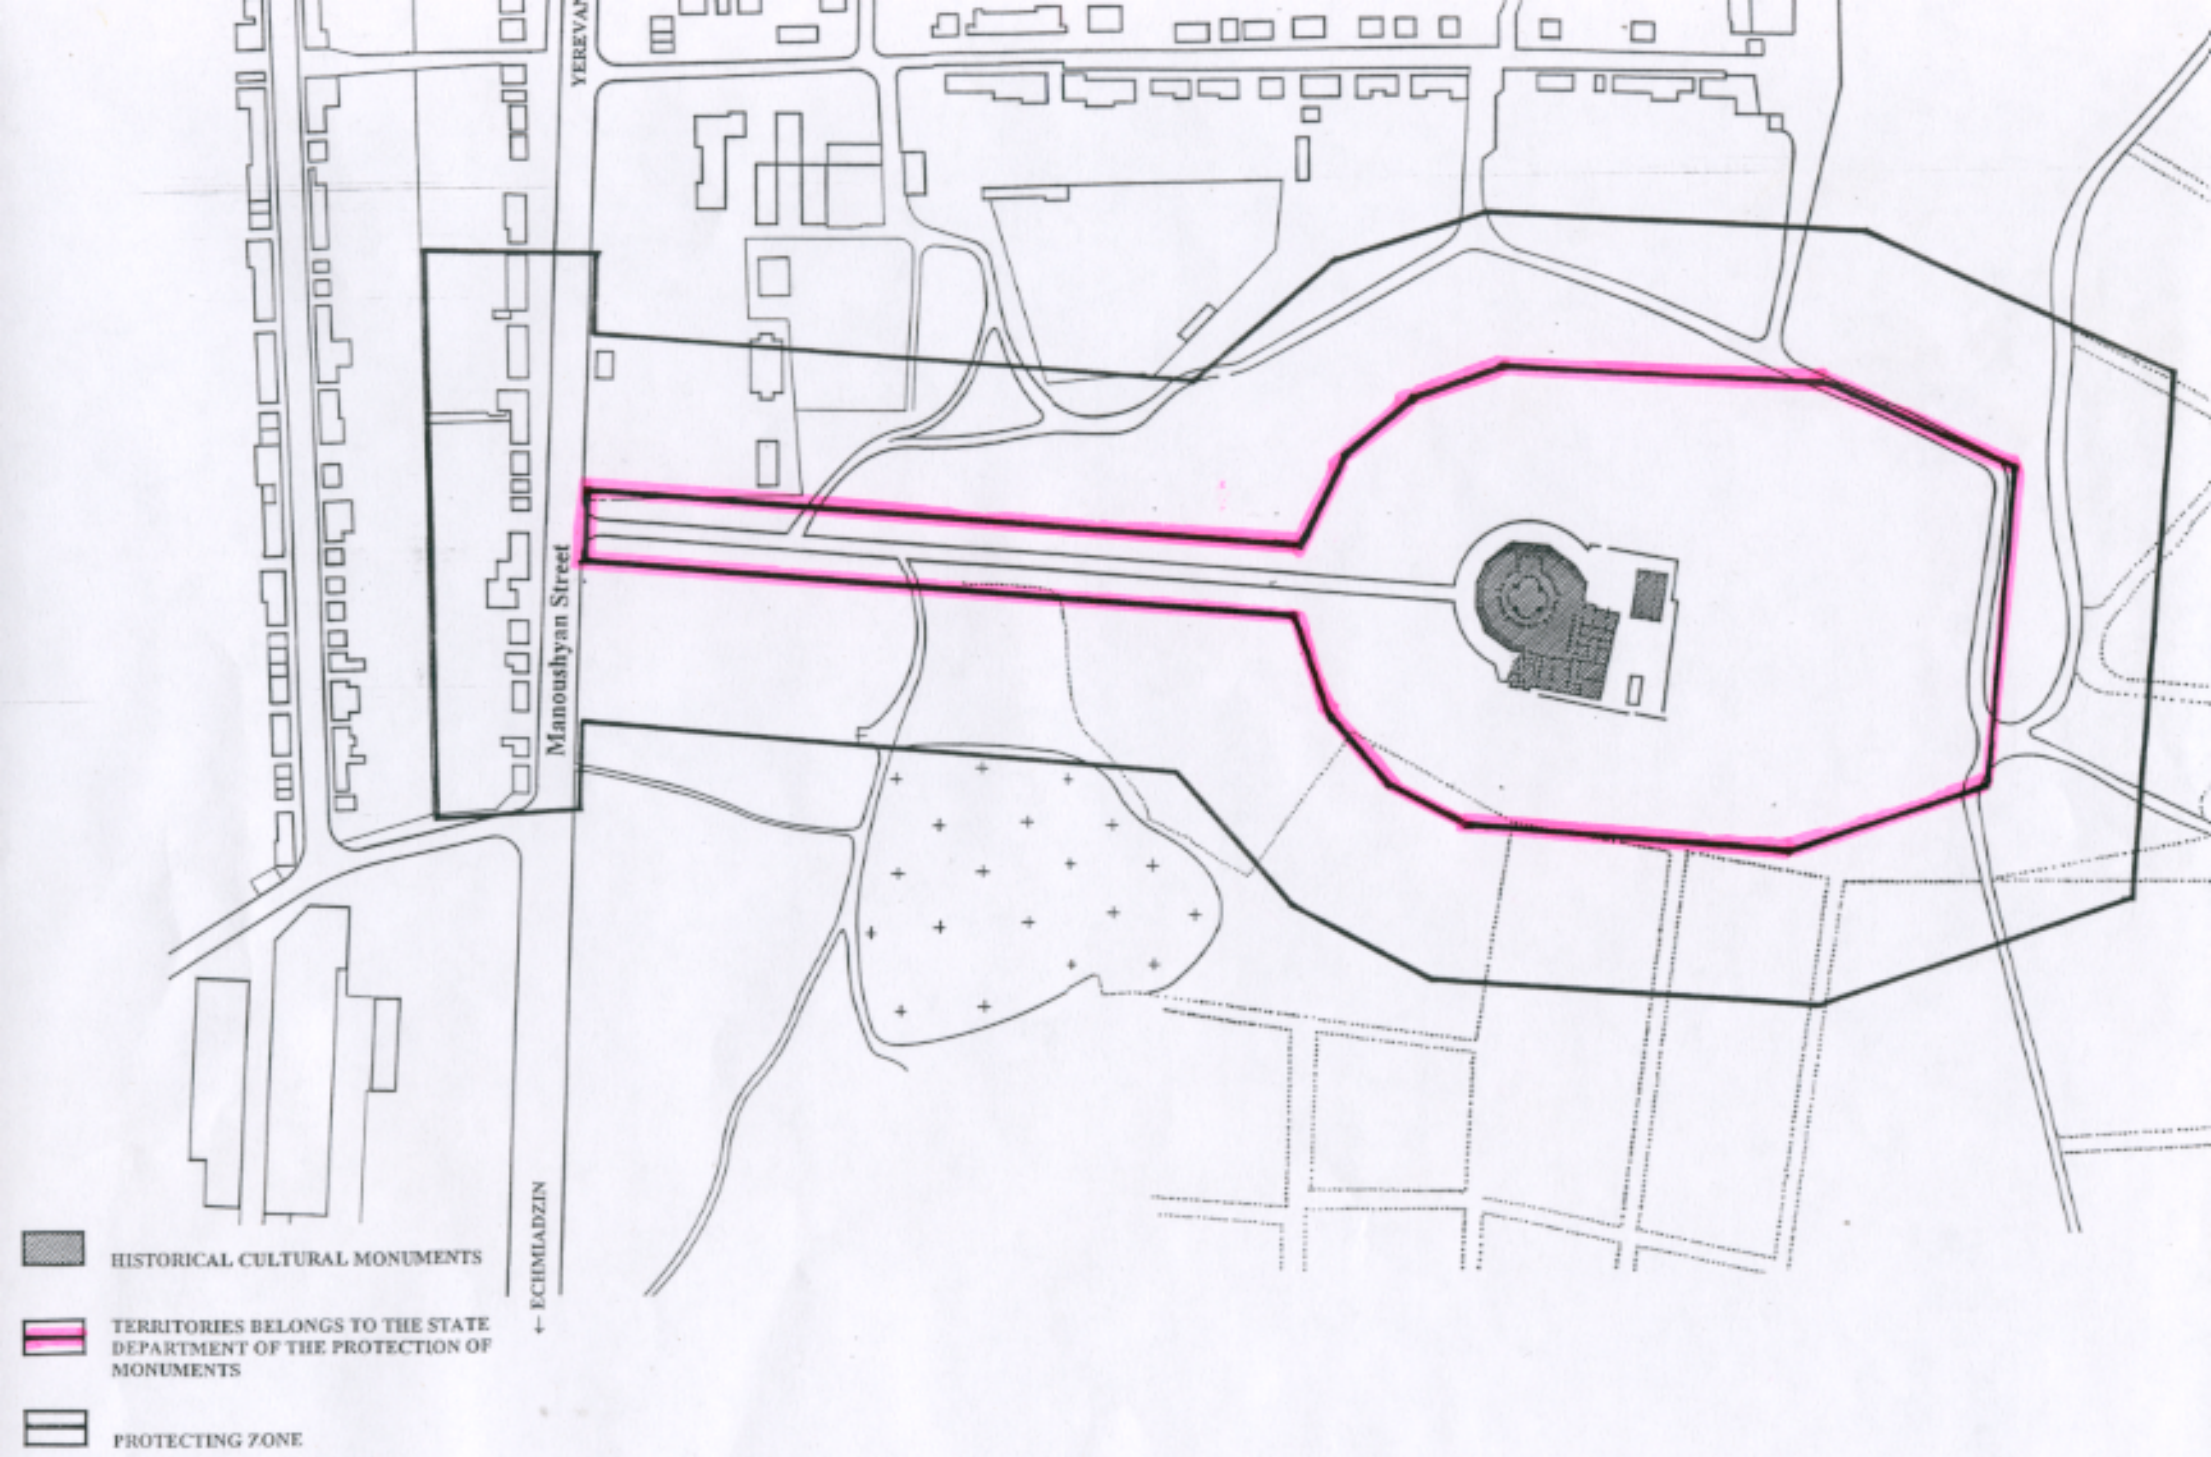 YEREVAN
Manoushyan Street
← ECHMIADZIN
HISTORICAL CULTURAL MONUMENTS
TERRITORIES BELONGS TO THE STATE
DEPARTMENT OF THE PROTECTION OF
MONUMENTS
PROTECTING ZONE